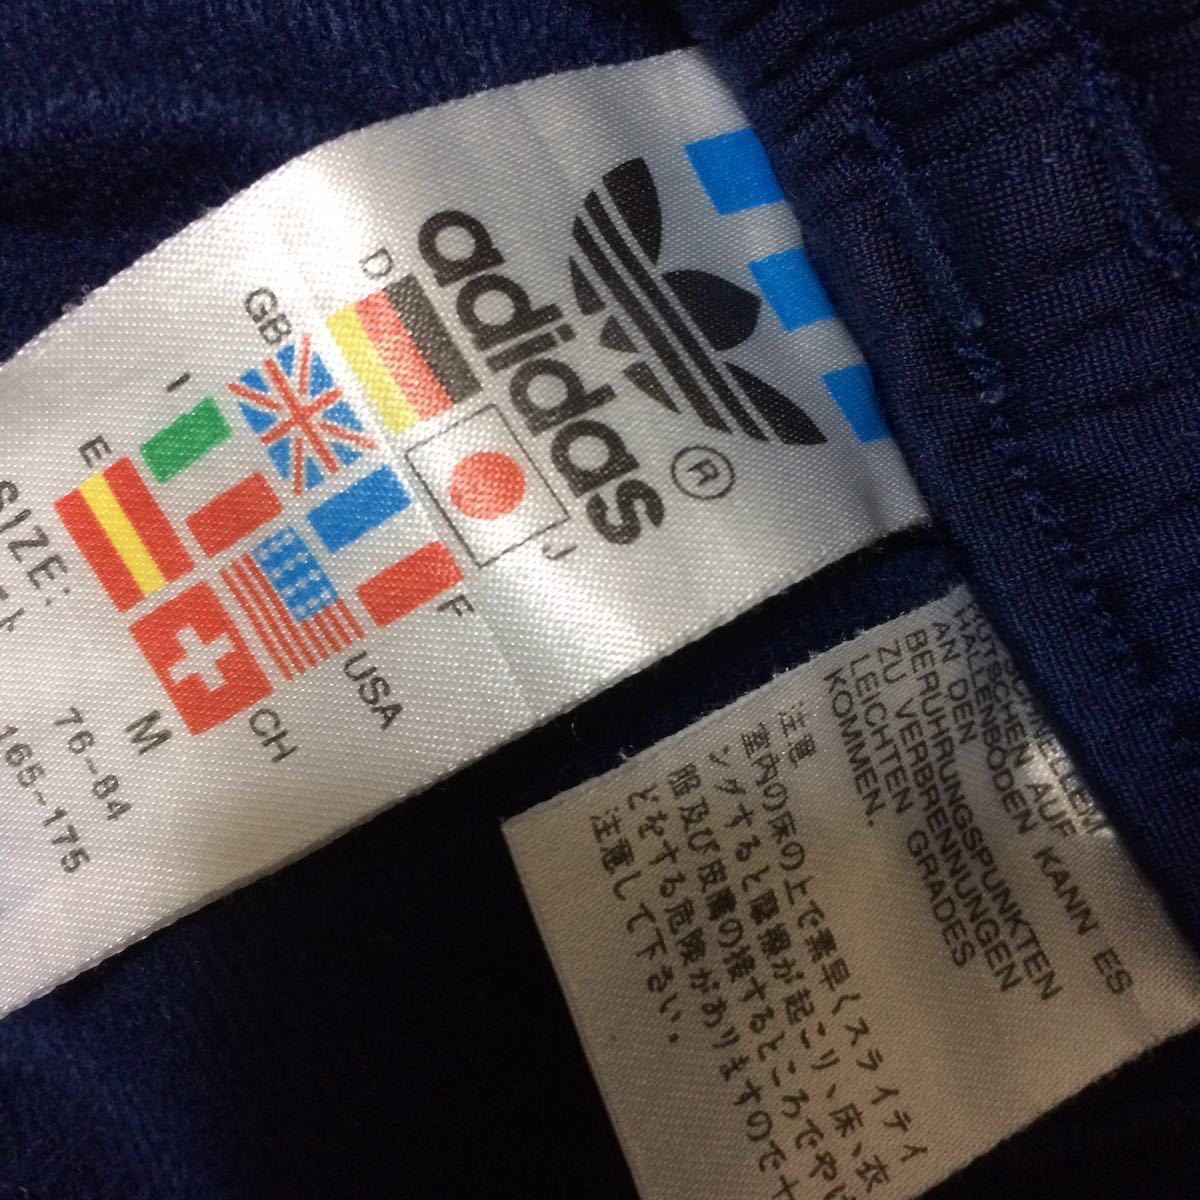 adidas
®
D
J
GB
F
I
USA
E
CH
SIZE:
M
76-84
165-175
SCHNELLEM
RUTSCHEN AUF
HALLENBÖDEN KANN ES
AN DEN
BERÜHRUNGSPUNKTEN
ZU VERBRENNUNGEN
LEICHTEN GRADES
KOMMEN.
注意
室内の床の上で素早くスライディ
ングすると摩擦が起こり、床、衣
服及び皮膚の接するところでやけ
どをする危険がありますので十
注意して下さい。